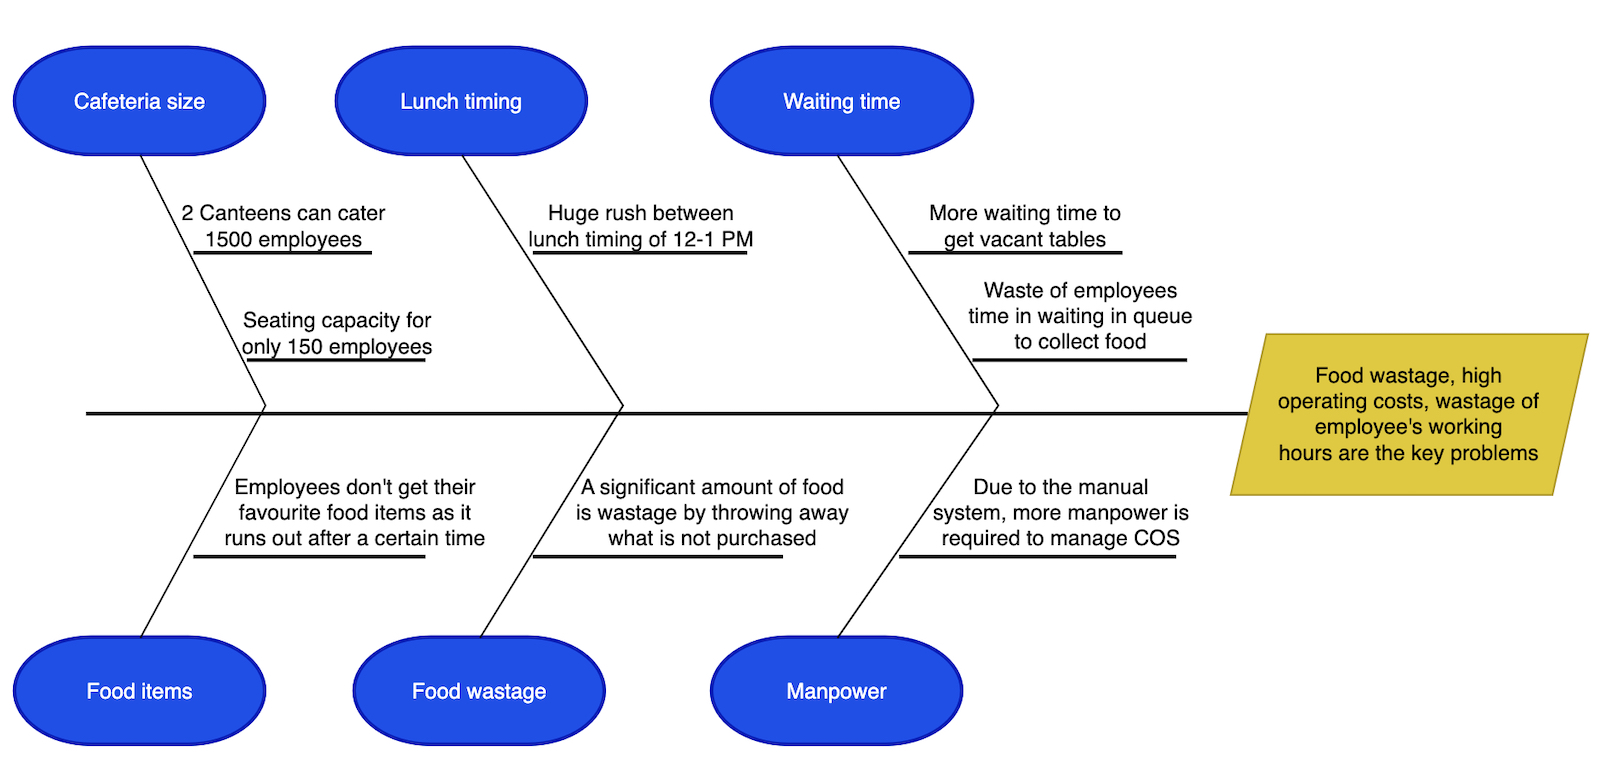 Cafeteria size
Lunch timing
Waiting time
2 Canteens can cater
1500 employees
Huge rush between
lunch timing of 12-1 PM
More waiting time to
get vacant tables
Seating capacity for
only 150 employees
Waste of employees
time in waiting in queue
to collect food
Food wastage, high
operating costs, wastage of
employee's working
hours are the key problems
Employees don't get their
favourite food items as it
runs out after a certain time
A significant amount of food
is wastage by throwing away
what is not purchased
Due to the manual
system, more manpower is
required to manage COS
Food items
Food wastage
Manpower